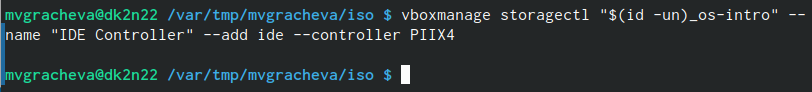 mvgracheva@dk2n22 /var/tmp/mvgracheva/iso $ vboxmanage storagectl "$(id -un)_os-intro" --
name "IDE Controller" --add ide --controller PIIX4
mvgracheva@dk2n22 /var/tmp/mvgracheva/iso $